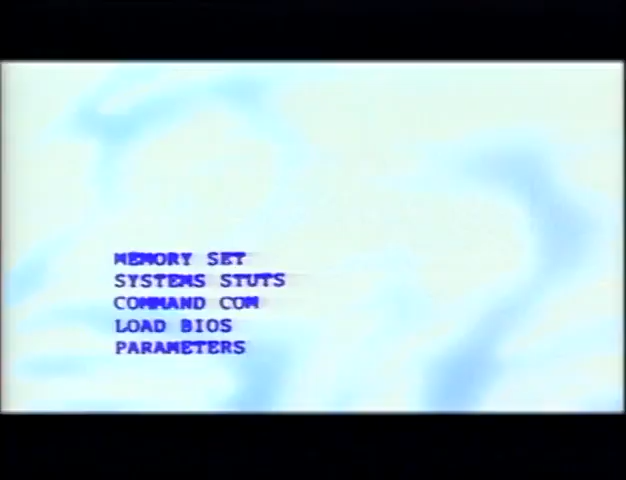 MEMORY SET
SYSTEMS STUTS
COMMAND COM
LOAD BIOS
PARAMETERS